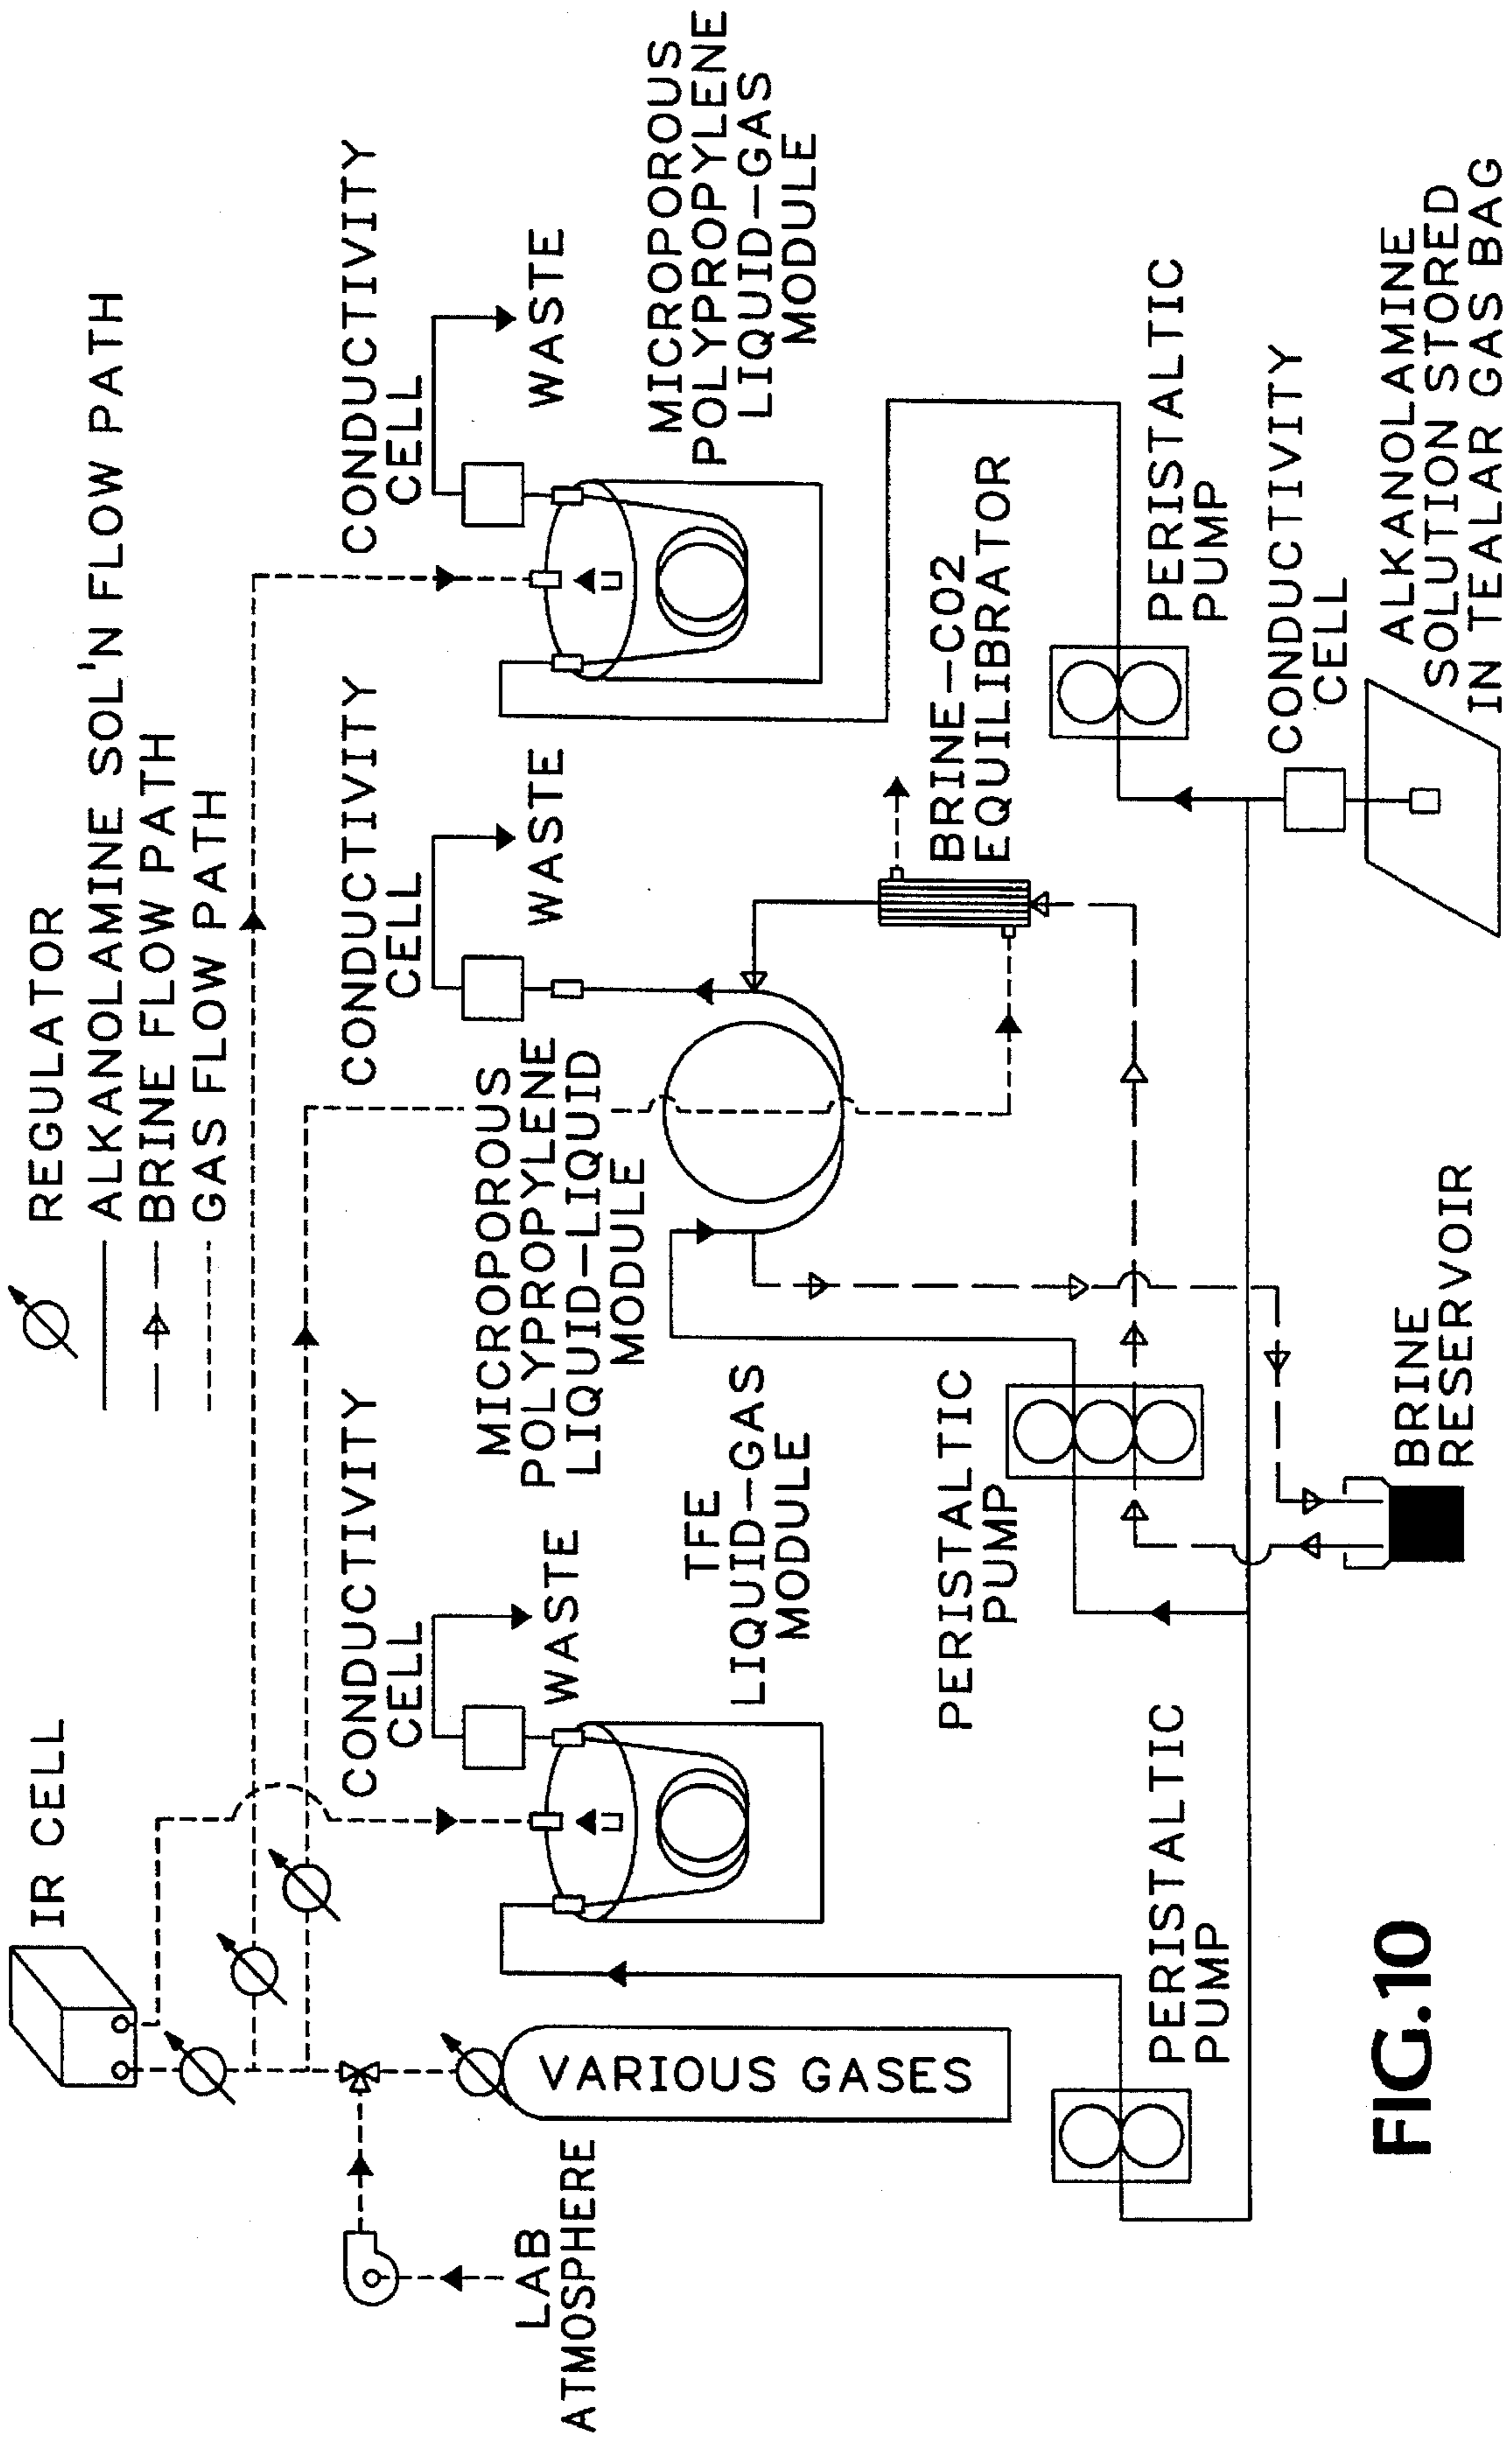 REGULATOR
ALKANOLAMINE SOL'N FLOW PATH
BRINE FLOW PATH
GAS FLOW PATH
IR CELL
LAB
ATMOSPHERE
VARIOUS GASES
CONDUCTIVITY
CELL
WASTE
TFE
LIQUID-GAS
MODULE
PERISTALTIC
PUMP
MICROPOROUS
POLYPROPYLENE
LIQUID-LIQUID
MODULE
CONDUCTIVITY
CELL
WASTE
PERISTALTIC
PUMP
BRINE-CO2
EQUILIBRATOR
BRINE
RESERVOIR
CONDUCTIVITY
CELL
WASTE
MICROPOROUS
POLYPROPYLENE
LIQUID-GAS
MODULE
PERISTALTIC
PUMP
CONDUCTIVITY
CELL
ALKANOLAMINE
SOLUTION STORED
IN TEALAR GAS BAG
FIG.10